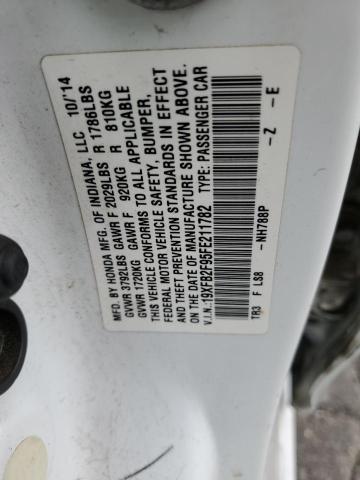 MFD. BY HONDA MFG. OF INDIANA, LLC 10/'14
GVWR 3792LBS GAWR F 2029LBS R 1786LBS
GVWR 1720KG GAWR F 920KG R 810KG
THIS VEHICLE CONFORMS TO ALL APPLICABLE
FEDERAL MOTOR VEHICLE SAFETY, BUMPER,
AND THEFT PREVENTION STANDARDS IN EFFECT
ON THE DATE OF MANUFACTURE SHOWN ABOVE.
V.I.N.:19XFB2F95FE211782 TYPE: PASSENGER CAR
TR3 F LS8 -NH788P -Z -E